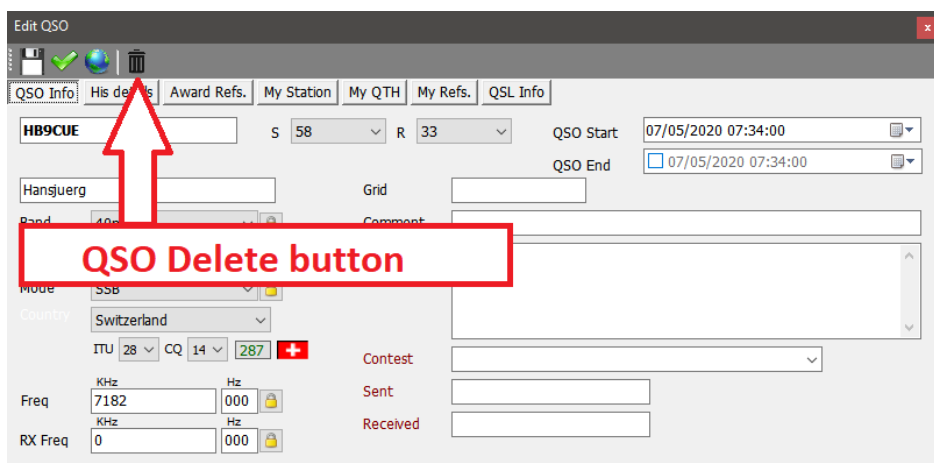 Edit QSO
x
QSO Info His details Award Refs. My Station My QTH My Refs. QSL Info
HB9CUE S 58 R 33 QSO Start 07/05/2020 07:34:00
QSO End 07/05/2020 07:34:00
Hansjuerg Grid
Band Comment
QSO Delete button
Mode SSB
Country Switzerland
ITU 28 CQ 14 287
Contest
KHz Hz
Freq 7182 000 Sent
KHz Hz
RX Freq 0 000 Received